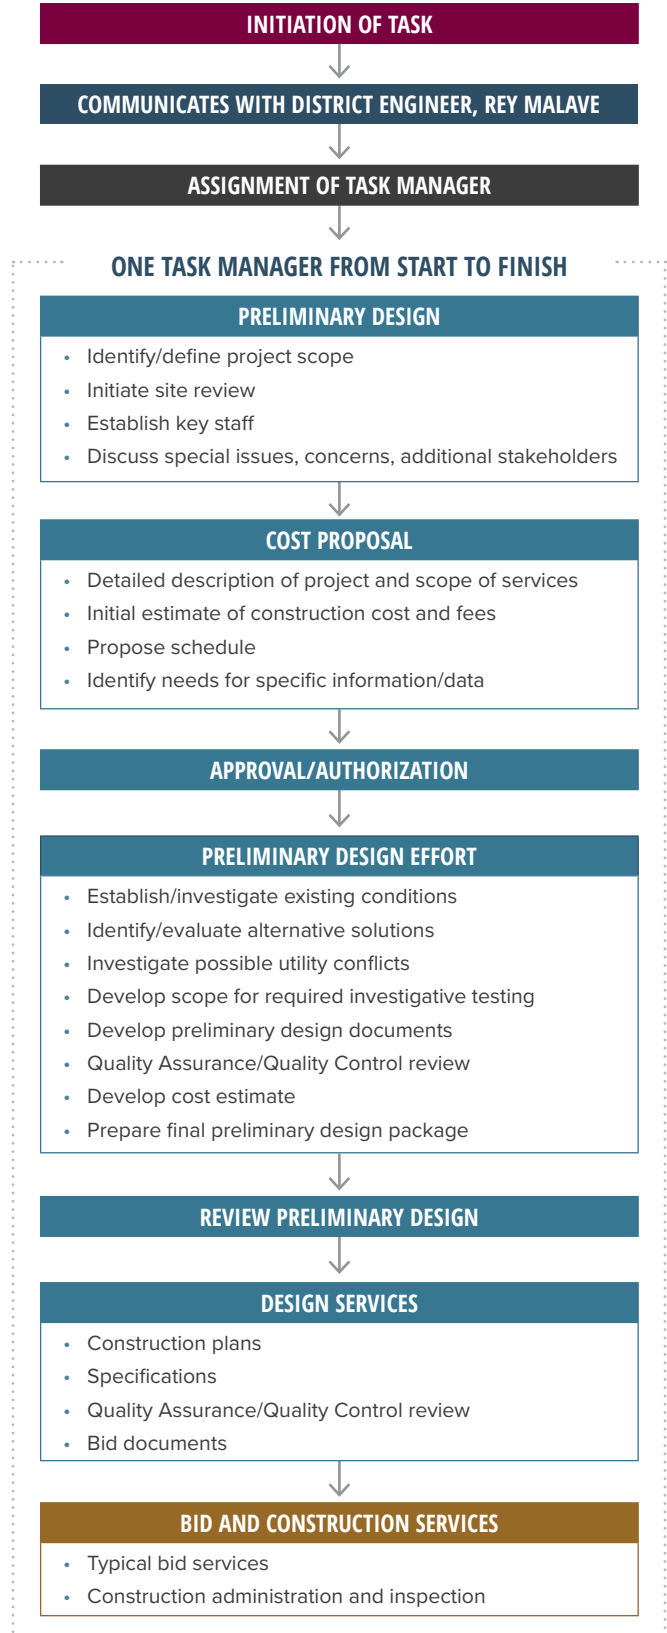 INITIATION OF TASK
COMMUNICATES WITH DISTRICT ENGINEER, REY MALAVE
ASSIGNMENT OF TASK MANAGER
ONE TASK MANAGER FROM START TO FINISH
PRELIMINARY DESIGN
• Identify/define project scope
• Initiate site review
• Establish key staff
• Discuss special issues, concerns, additional stakeholders
COST PROPOSAL
• Detailed description of project and scope of services
• Initial estimate of construction cost and fees
• Propose schedule
• Identify needs for specific information/data
APPROVAL/AUTHORIZATION
PRELIMINARY DESIGN EFFORT
• Establish/investigate existing conditions
• Identify/evaluate alternative solutions
• Investigate possible utility conflicts
• Develop scope for required investigative testing
• Develop preliminary design documents
• Quality Assurance/Quality Control review
• Develop cost estimate
• Prepare final preliminary design package
REVIEW PRELIMINARY DESIGN
DESIGN SERVICES
• Construction plans
• Specifications
• Quality Assurance/Quality Control review
• Bid documents
BID AND CONSTRUCTION SERVICES
• Typical bid services
• Construction administration and inspection